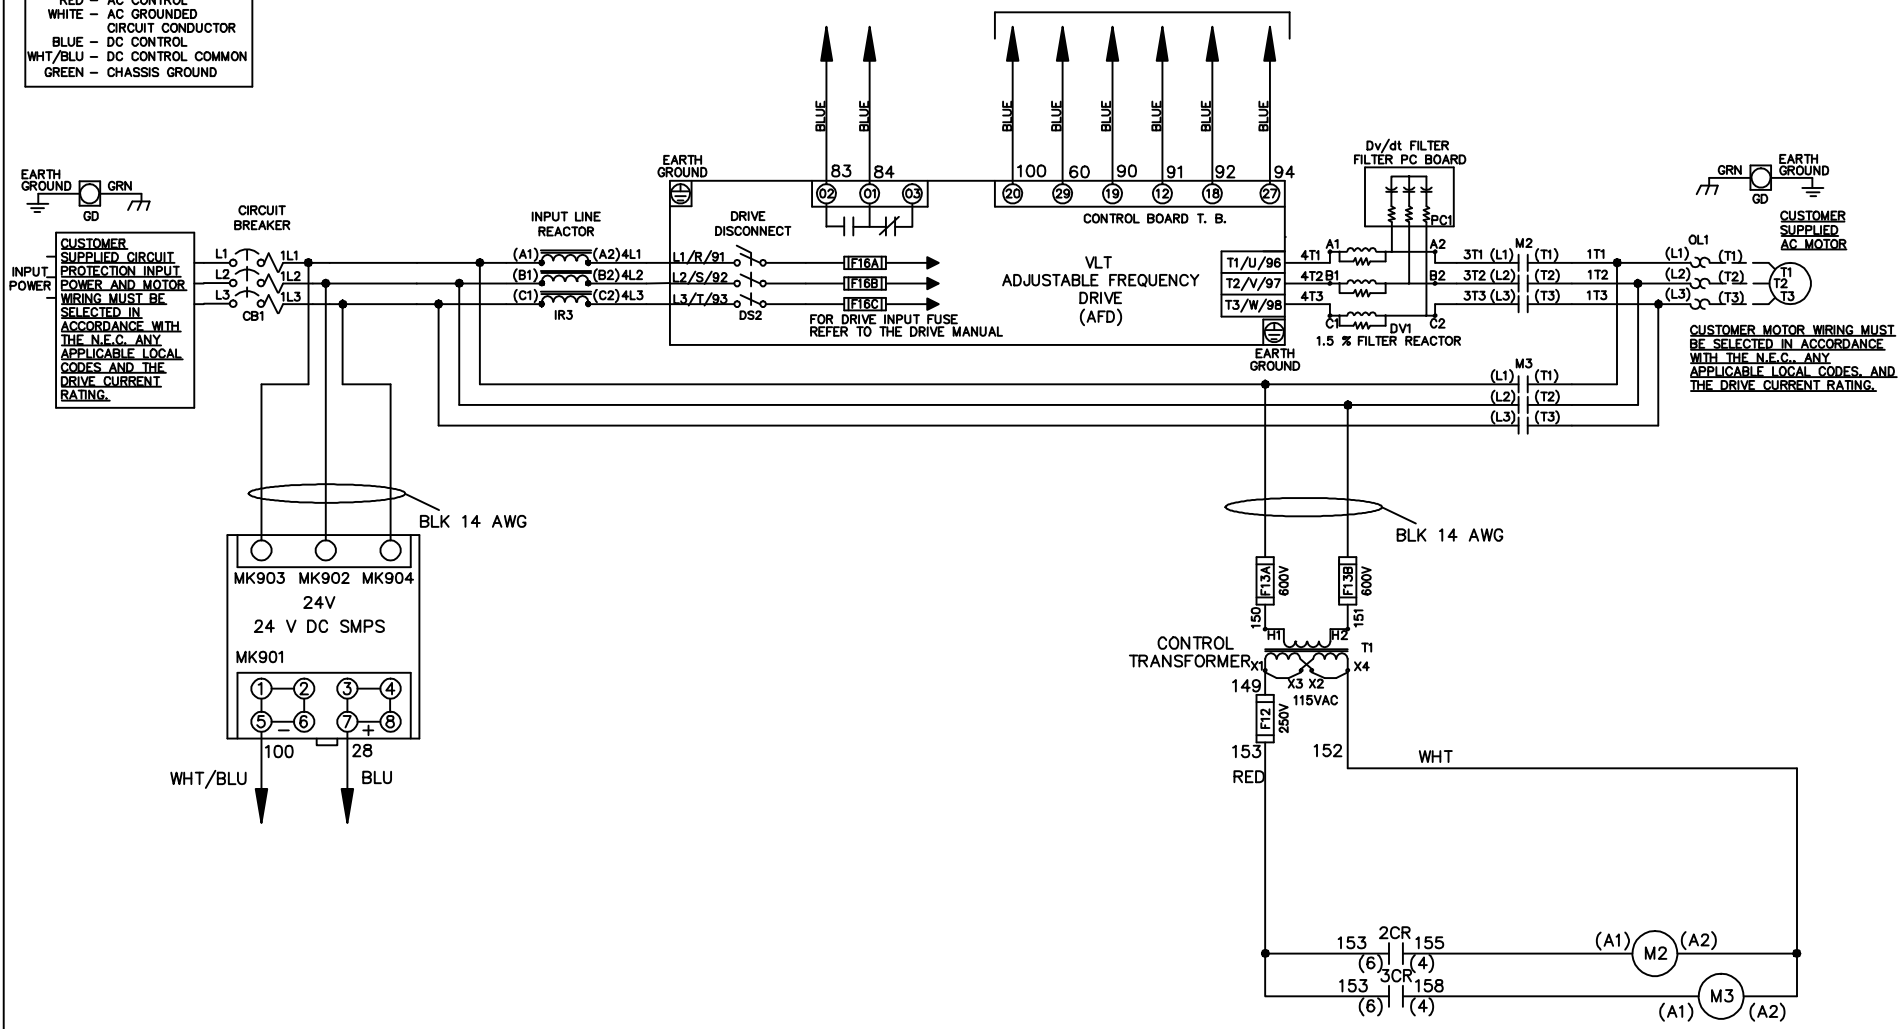 RED - AC CONTROL
WHITE - AC GROUNDED
CIRCUIT CONDUCTOR
BLUE - DC CONTROL
WHT/BLU - DC CONTROL COMMON
GREEN - CHASSIS GROUND
BLUE
BLUE
BLUE
BLUE
BLUE
BLUE
BLUE
BLUE
EARTH
GROUND
GRN
GD
CIRCUIT
BREAKER
INPUT LINE
REACTOR
EARTH
GROUND
DRIVE
DISCONNECT
83 84
02 01 03
100 60 90 91 92 94
20 29 19 12 18 27
CONTROL BOARD T. B.
Dv/dt FILTER
FILTER PC BOARD
PC1
GRN
EARTH
GROUND
GD
CUSTOMER
SUPPLIED
AC MOTOR
INPUT
POWER
CUSTOMER
SUPPLIED CIRCUIT
PROTECTION INPUT
POWER AND MOTOR
WIRING MUST BE
SELECTED IN
ACCORDANCE WITH
THE N.E.C. ANY
APPLICABLE LOCAL
CODES AND THE
DRIVE CURRENT
RATING.
L1 1L1
L2 1L2
L3 1L3
CB1
(A1) (A2) 4L1
(B1) (B2) 4L2
(C1) (C2) 4L3
IR3
L1/R/91
L2/S/92
L3/T/93
DS2
F16A
F16B
F16C
FOR DRIVE INPUT FUSE
REFER TO THE DRIVE MANUAL
VLT
ADJUSTABLE FREQUENCY
DRIVE
(AFD)
T1/U/96
T2/V/97
T3/W/98
EARTH
GROUND
4T1 A1 A2
4T2 B1 B2
4T3
C1 DV1 C2
1.5 % FILTER REACTOR
M2
3T1 (L1) (T1) 1T1
3T2 (L2) (T2) 1T2
3T3 (L3) (T3) 1T3
OL1
(L1) (T1)
(L2) (T2)
(L3) (T3)
T1
T2
T3
CUSTOMER MOTOR WIRING MUST
BE SELECTED IN ACCORDANCE
WITH THE N.E.C., ANY
APPLICABLE LOCAL CODES, AND
THE DRIVE CURRENT RATING.
M3
(L1) (T1)
(L2) (T2)
(L3) (T3)
BLK 14 AWG
BLK 14 AWG
MK903 MK902 MK904
24V
24 V DC SMPS
MK901
1 2 3 4
5 6 7 8
- +
100 28
WHT/BLU BLU
F13A
600V
F13B
600V
150
151
H1 H2
T1
CONTROL
TRANSFORMER
X1 X4
X3 X2
149
115VAC
F12
250V
153
RED
152
WHT
2CR
153 155
(6) (4)
(A1) M2 (A2)
3CR
153 158
(6) (4)
M3
(A1) (A2)